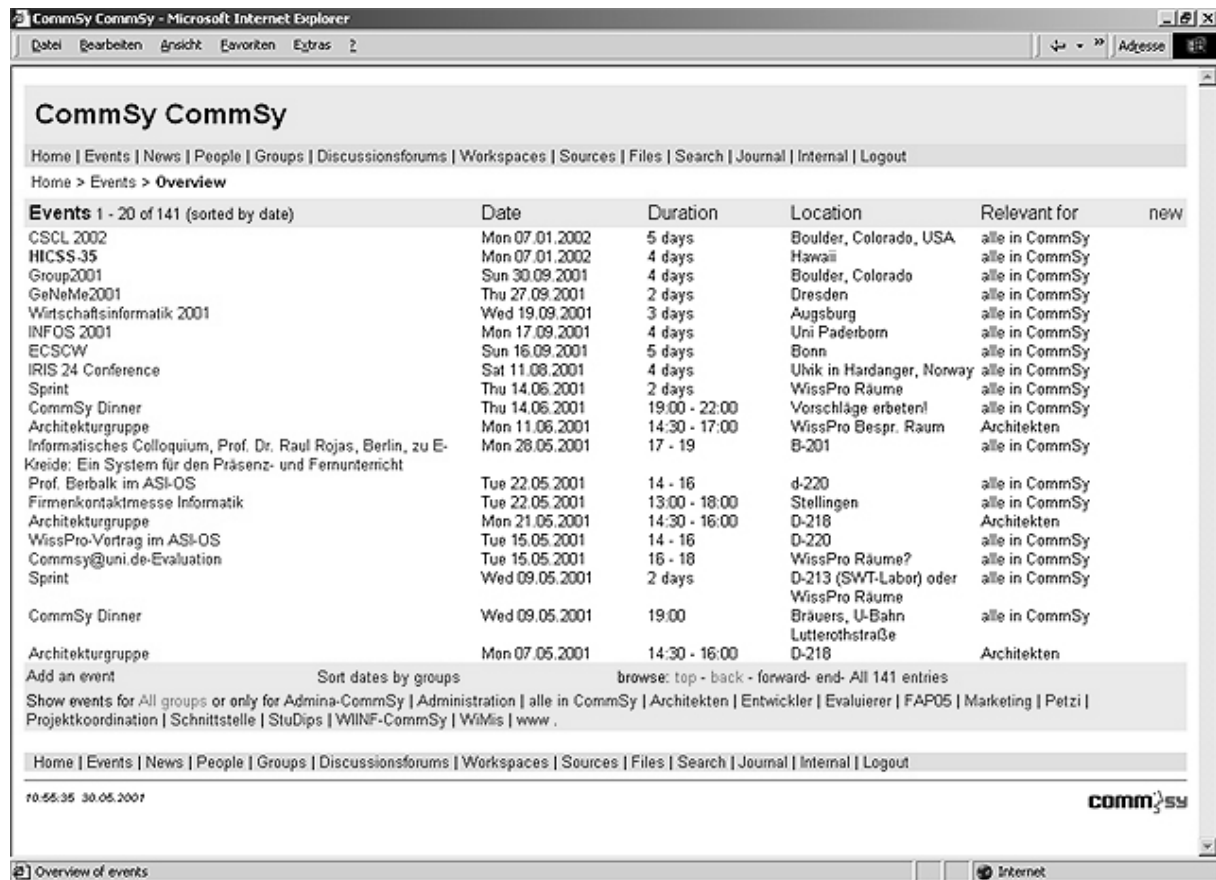 CommSy CommSy - Microsoft Internet Explorer
Datei Bearbeiten Ansicht Favoriten Extras ?
Adresse
CommSy CommSy
Home | Events | News | People | Groups | Discussionsforums | Workspaces | Sources | Files | Search | Journal | Internal | Logout
Home > Events > Overview
Events 1 - 20 of 141 (sorted by date) Date Duration Location Relevant for new
CSCL 2002 Mon 07.01.2002 5 days Boulder, Colorado, USA alle in CommSy
HICSS-35 Mon 07.01.2002 4 days Hawaii alle in CommSy
Group2001 Sun 30.09.2001 4 days Boulder, Colorado alle in CommSy
GeNeMe2001 Thu 27.09.2001 2 days Dresden alle in CommSy
Wirtschaftsinformatik 2001 Wed 19.09.2001 3 days Augsburg alle in CommSy
INFOS 2001 Mon 17.09.2001 4 days Uni Paderborn alle in CommSy
ECSCW Sun 16.09.2001 5 days Bonn alle in CommSy
IRIS 24 Conference Sat 11.08.2001 4 days Ulvik in Hardanger, Norway alle in CommSy
Sprint Thu 14.06.2001 2 days WissPro Räume alle in CommSy
CommSy Dinner Thu 14.06.2001 19:00 - 22:00 Vorschläge erbeten! alle in CommSy
Architekturgruppe Mon 11.06.2001 14:30 - 17:00 WissPro Bespr. Raum Architekten
Informatisches Colloquium, Prof. Dr. Raul Rojas, Berlin, zu E- Mon 28.05.2001 17 - 19 B-201 alle in CommSy
Kreide: Ein System für den Präsenz- und Fernunterricht
Prof. Berbalk im ASI-OS Tue 22.05.2001 14 - 16 d-220 alle in CommSy
Firmenkontaktmesse Informatik Tue 22.05.2001 13:00 - 18:00 Stellingen alle in CommSy
Architekturgruppe Mon 21.05.2001 14:30 - 16:00 D-218 Architekten
WissPro-Vortrag im ASI-OS Tue 15.05.2001 14 - 16 D-220 alle in CommSy
Commsy@uni.de-Evaluation Tue 15.05.2001 16 - 18 WissPro Räume? alle in CommSy
Sprint Wed 09.05.2001 2 days D-213 (SWT-Labor) oder alle in CommSy
WissPro Räume
CommSy Dinner Wed 09.05.2001 19:00 Bräuers, U-Bahn alle in CommSy
Lutterothstraße
Architekturgruppe Mon 07.05.2001 14:30 - 16:00 D-218 Architekten
Add an event Sort dates by groups browse: top - back - forward- end- All 141 entries
Show events for All groups or only for Admina-CommSy | Administration | alle in CommSy | Architekten | Entwickler | Evaluierer | FAP05 | Marketing | Petzi |
Projektkoordination | Schnittstelle | StuDips | WIINF-CommSy | WiMis | www .
Home | Events | News | People | Groups | Discussionsforums | Workspaces | Sources | Files | Search | Journal | Internal | Logout
10:55:35 30.05.2001
commsy
Overview of events Internet